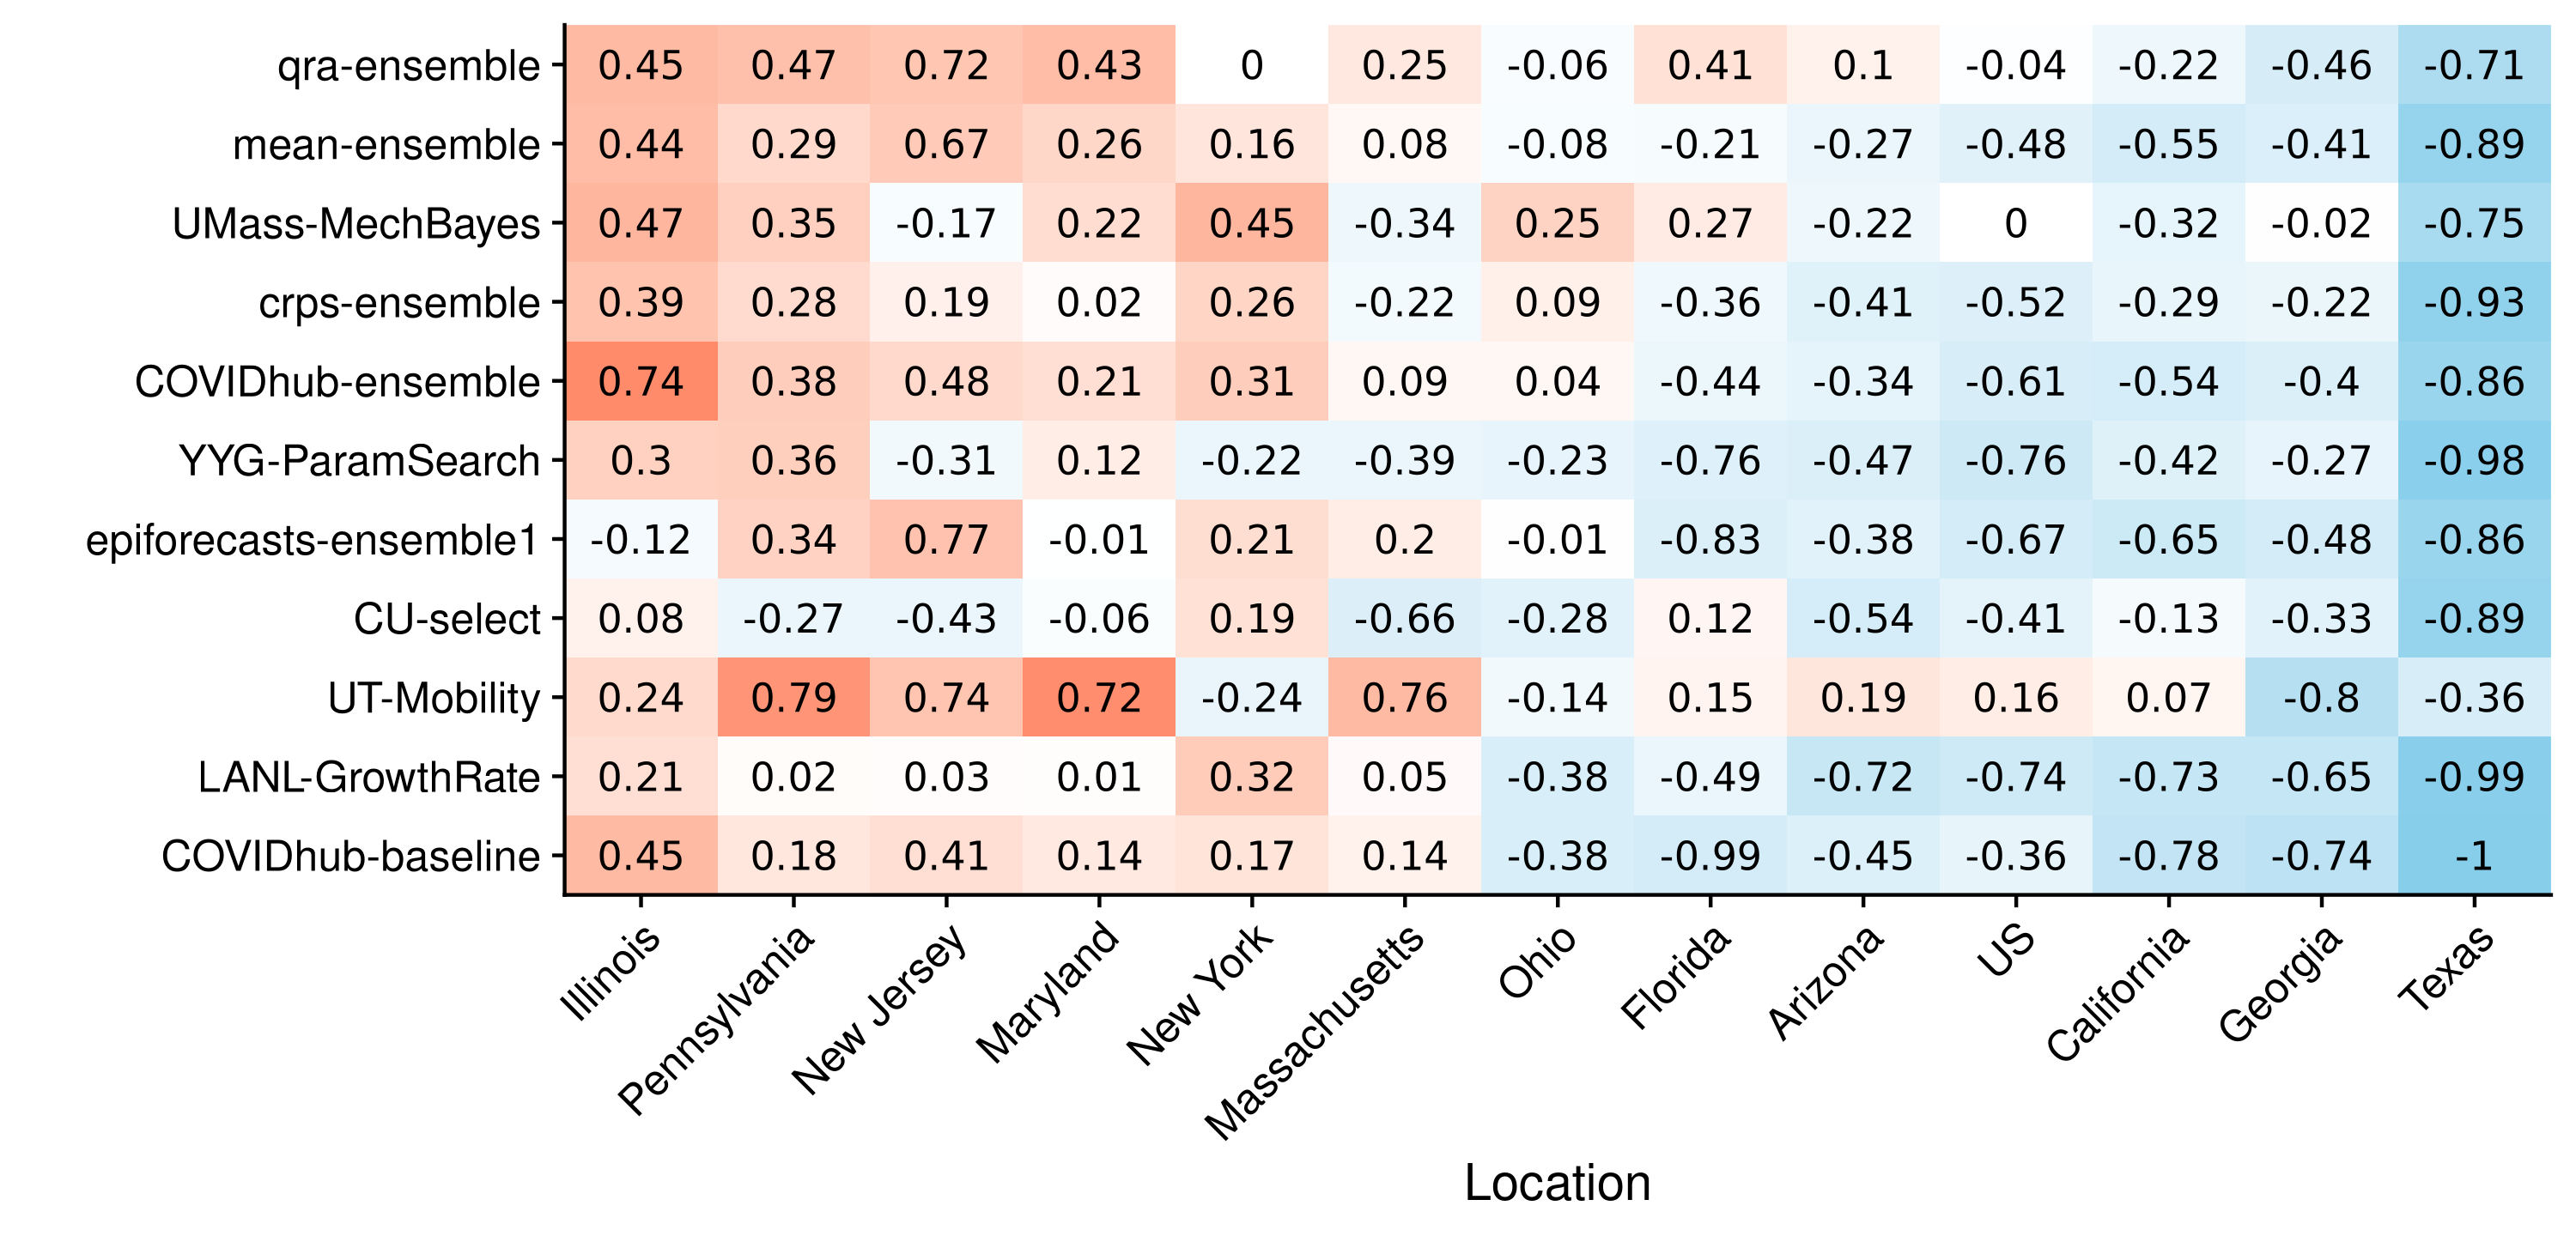 qra-ensemble 0.45 0.47 0.72 0.43 0 0.25 -0.06 0.41 0.1 -0.04 -0.22 -0.46 -0.71
mean-ensemble 0.44 0.29 0.67 0.26 0.16 0.08 -0.08 -0.21 -0.27 -0.48 -0.55 -0.41 -0.89
UMass-MechBayes 0.47 0.35 -0.17 0.22 0.45 -0.34 0.25 0.27 -0.22 0 -0.32 -0.02 -0.75
crps-ensemble 0.39 0.28 0.19 0.02 0.26 -0.22 0.09 -0.36 -0.41 -0.52 -0.29 -0.22 -0.93
COVIDhub-ensemble 0.74 0.38 0.48 0.21 0.31 0.09 0.04 -0.44 -0.34 -0.61 -0.54 -0.4 -0.86
YYG-ParamSearch 0.3 0.36 -0.31 0.12 -0.22 -0.39 -0.23 -0.76 -0.47 -0.76 -0.42 -0.27 -0.98
epiforecasts-ensemble1 -0.12 0.34 0.77 -0.01 0.21 0.2 -0.01 -0.83 -0.38 -0.67 -0.65 -0.48 -0.86
CU-select 0.08 -0.27 -0.43 -0.06 0.19 -0.66 -0.28 0.12 -0.54 -0.41 -0.13 -0.33 -0.89
UT-Mobility 0.24 0.79 0.74 0.72 -0.24 0.76 -0.14 0.15 0.19 0.16 0.07 -0.8 -0.36
LANL-GrowthRate 0.21 0.02 0.03 0.01 0.32 0.05 -0.38 -0.49 -0.72 -0.74 -0.73 -0.65 -0.99
COVIDhub-baseline 0.45 0.18 0.41 0.14 0.17 0.14 -0.38 -0.99 -0.45 -0.36 -0.78 -0.74 -1
Illinois Pennsylvania New Jersey Maryland New York Massachusetts Ohio Florida Arizona US California Georgia Texas
Location